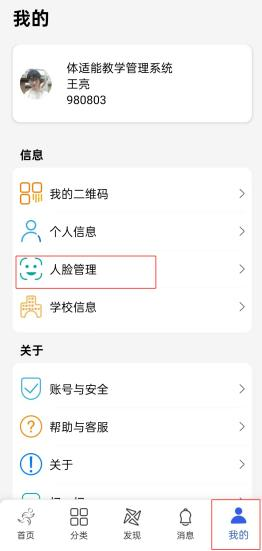 我的
体适能教学管理系统
王亮
980803
信息
我的二维码
个人信息
人脸管理
学校信息
关于
账号与安全
帮助与客服
关于
首页
分类
发现
消息
我的